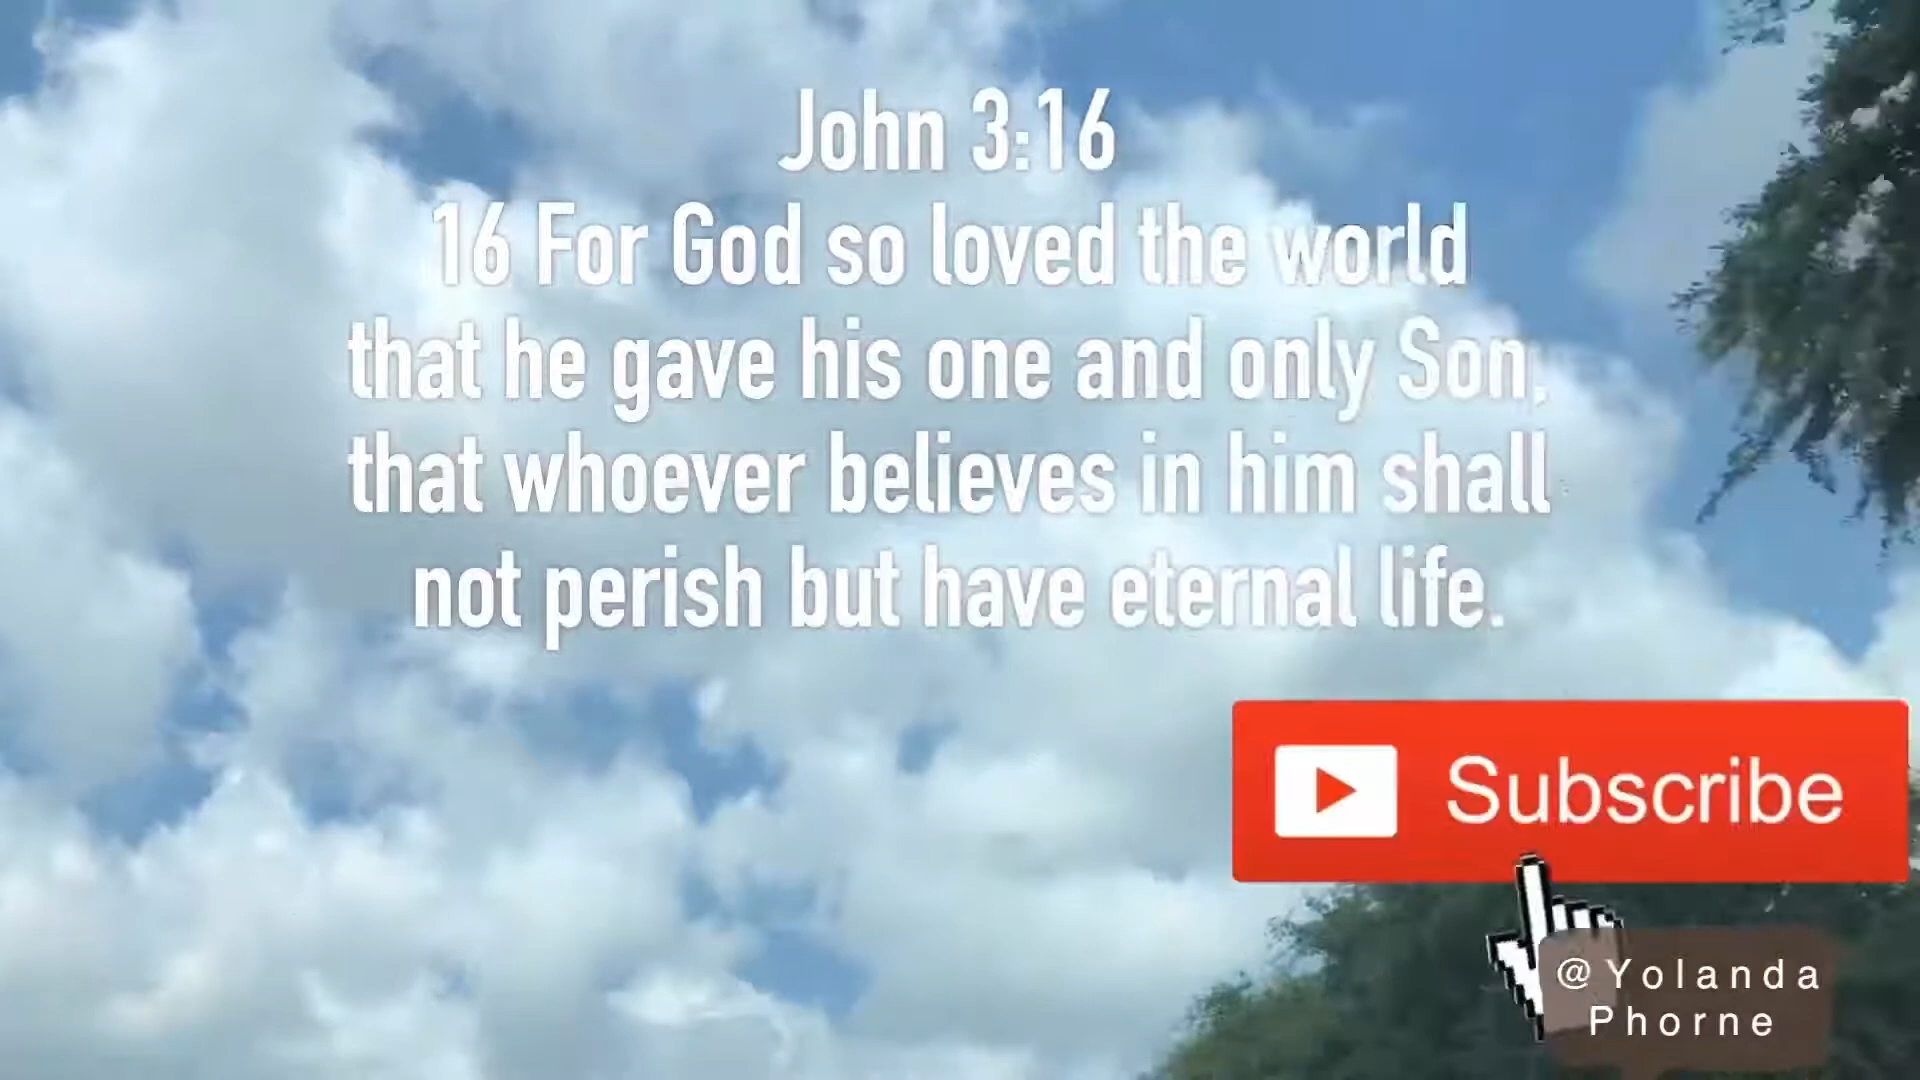 John 3:16
16 For God so loved the world
that he gave his one and only Son,
that whoever believes in him shall
not perish but have eternal life.
Subscribe
@Yolanda
Phorne